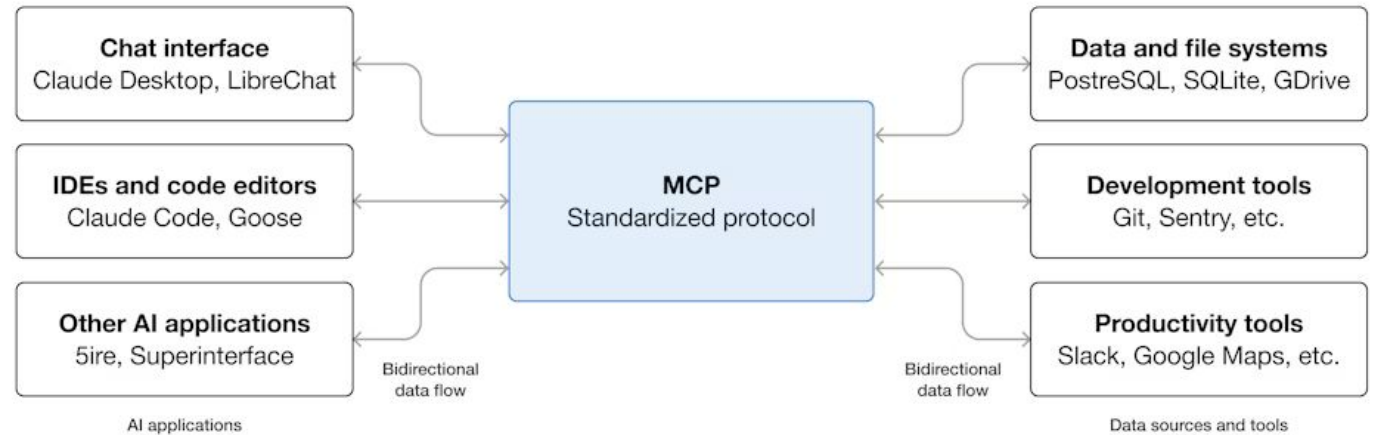 Chat interface
Claude Desktop, LibreChat
IDEs and code editors
Claude Code, Goose
Other AI applications
5ire, Superinterface
AI applications
Bidirectional
data flow
MCP
Standardized protocol
Bidirectional
data flow
Data and file systems
PostreSQL, SQLite, GDrive
Development tools
Git, Sentry, etc.
Productivity tools
Slack, Google Maps, etc.
Data sources and tools